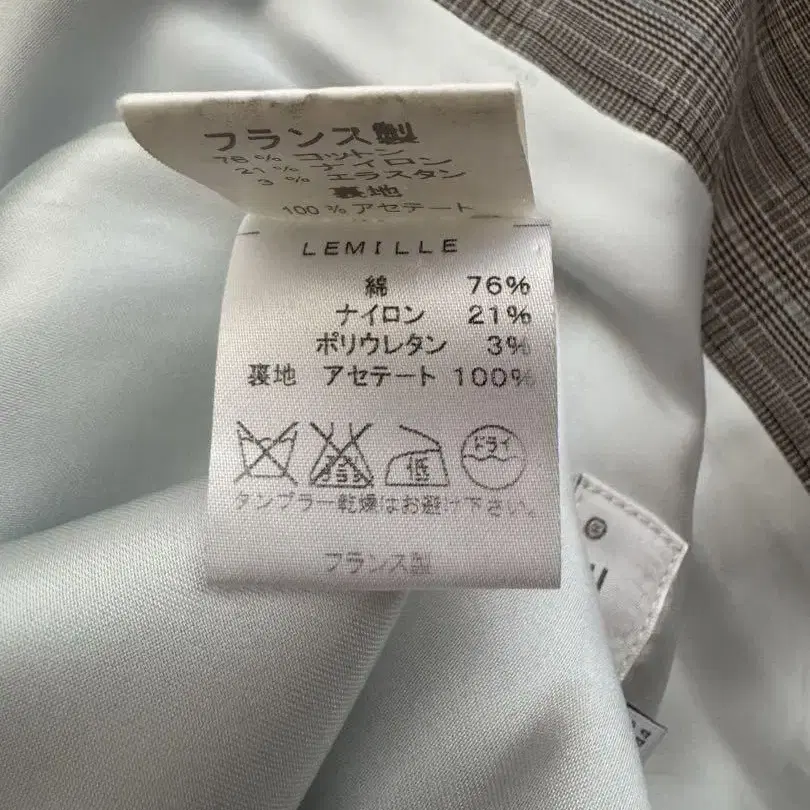 フランス製
76% コットン
21% ナイロン
3% エラスタン
裏地
100% アセテート
LEMILLE
綿 76%
ナイロン 21%
ポリウレタン 3%
裏地 アセテート 100%
低 ドライ
タンブラー乾燥はお避け下さい。
フランス製